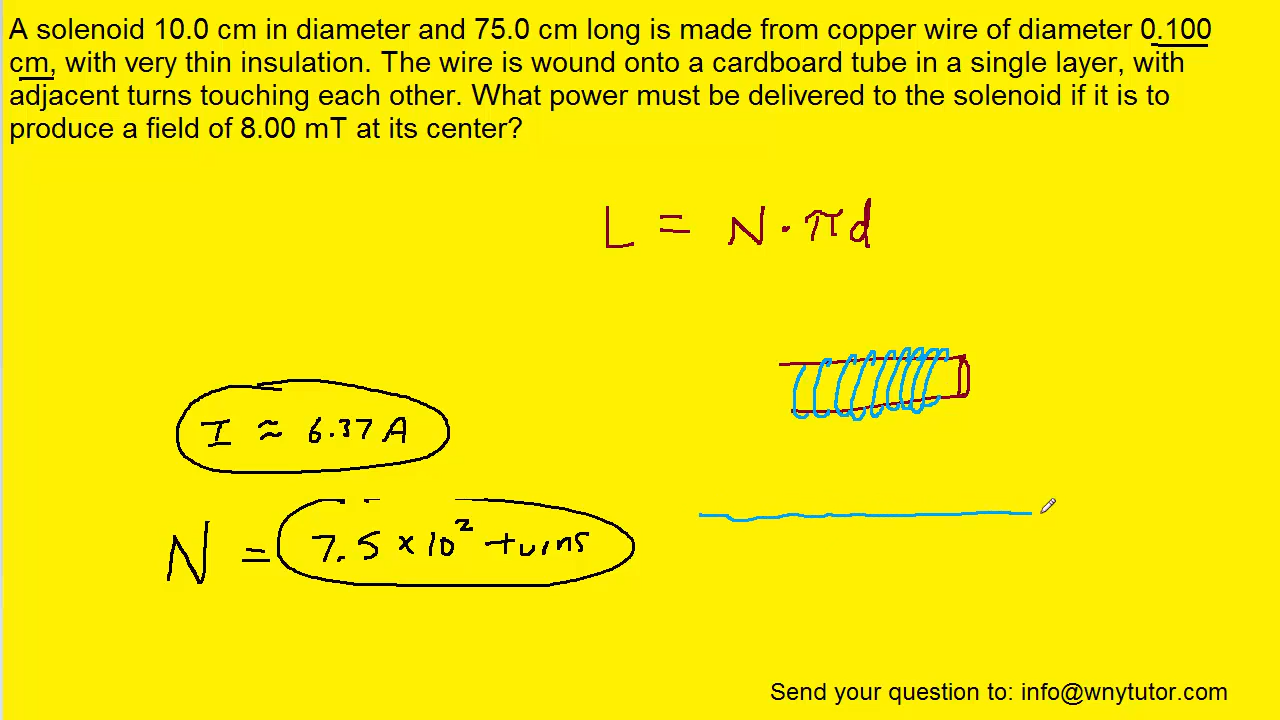 A solenoid 10.0 cm in diameter and 75.0 cm long is made from copper wire of diameter 0.100
cm, with very thin insulation. The wire is wound onto a cardboard tube in a single layer, with
adjacent turns touching each other. What power must be delivered to the solenoid if it is to
produce a field of 8.00 mT at its center?
L = N · πd
I ≈ 6.37 A
N = 7.5 × 10² turns
Send your question to: info@wnytutor.com